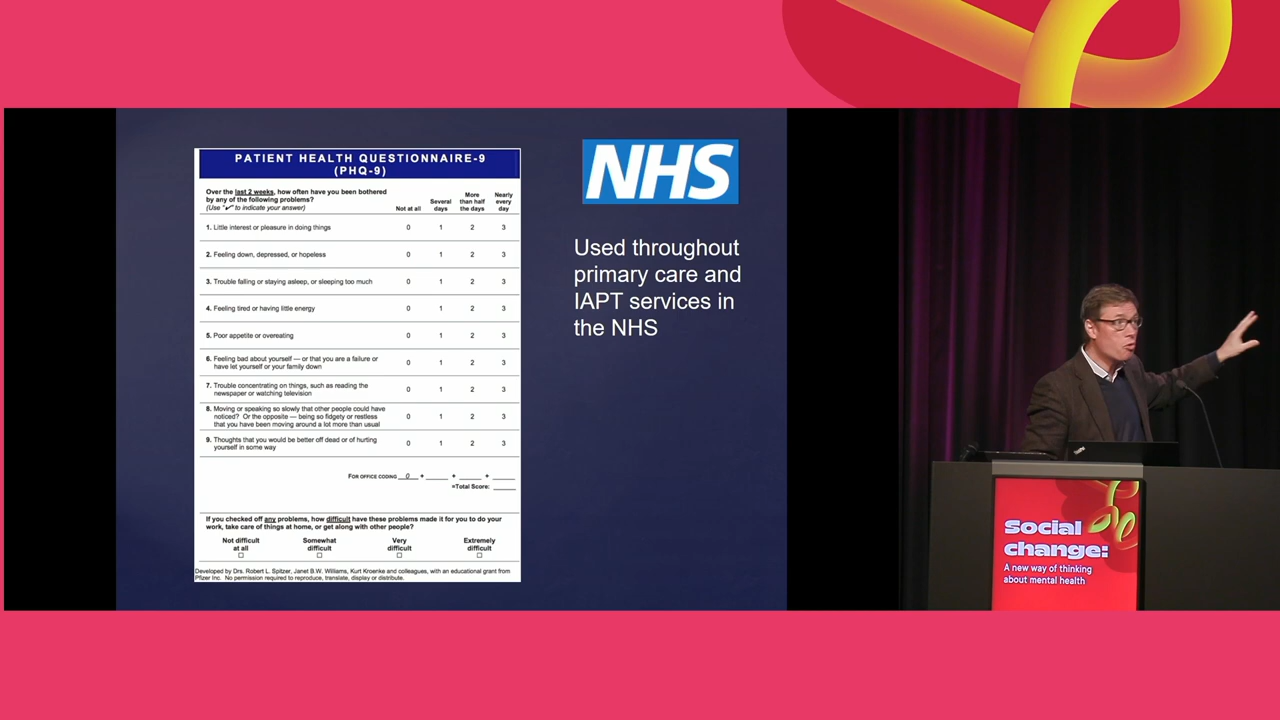 PATIENT HEALTH QUESTIONNAIRE-9
(PHQ-9)
Over the last 2 weeks, how often have you been bothered
by any of the following problems?
(Use "✔" to indicate your answer)
Not at all
Several
days
More
than half
the days
Nearly
every
day
1. Little interest or pleasure in doing things 0 1 2 3
2. Feeling down, depressed, or hopeless 0 1 2 3
3. Trouble falling or staying asleep, or sleeping too much 0 1 2 3
4. Feeling tired or having little energy 0 1 2 3
5. Poor appetite or overeating 0 1 2 3
6. Feeling bad about yourself — or that you are a failure or
have let yourself or your family down 0 1 2 3
7. Trouble concentrating on things, such as reading the
newspaper or watching television 0 1 2 3
8. Moving or speaking so slowly that other people could have
noticed? Or the opposite — being so fidgety or restless
that you have been moving around a lot more than usual 0 1 2 3
9. Thoughts that you would be better off dead or of hurting
yourself in some way 0 1 2 3
FOR OFFICE CODING 0 + ____ + ____ + ____
=Total Score: ____
If you checked off any problems, how difficult have these problems made it for you to do your
work, take care of things at home, or get along with other people?
Not difficult
at all
☐
Somewhat
difficult
☐
Very
difficult
☐
Extremely
difficult
☐
Developed by Drs. Robert L. Spitzer, Janet B.W. Williams, Kurt Kroenke and colleagues, with an educational grant from
Pfizer Inc. No permission required to reproduce, translate, display or distribute.
NHS
Used throughout
primary care and
IAPT services in
the NHS
Social
change:
A new way of thinking
about mental health